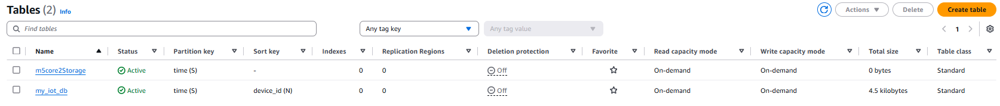 Tables (2) Info
Actions Delete Create table
Find tables Any tag key Any tag value 1
Name Status Partition key Sort key Indexes Replication Regions Deletion protection Favorite Read capacity mode Write capacity mode Total size Table class
m5core2Storage Active time (S) - 0 0 Off On-demand On-demand 0 bytes Standard
my_iot_db Active time (S) device_id (N) 0 0 Off On-demand On-demand 4.5 kilobytes Standard